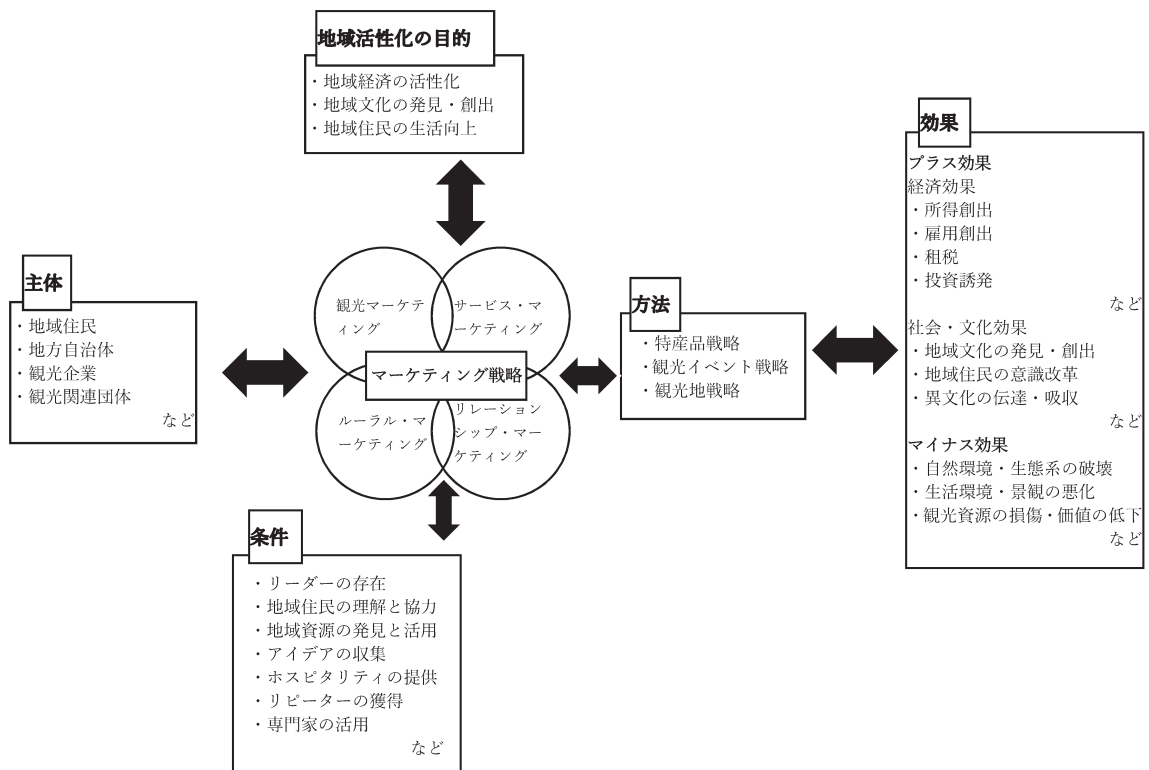 地域活性化の目的
・地域経済の活性化
・地域文化の発見・創出
・地域住民の生活向上
主体
・地域住民
・地方自治体
・観光企業
・観光関連団体
など
観光マーケテ
ィング
サービス・マ
ーケティング
マーケティング戦略
ルーラル・マ
ーケティング
リレーション
シップ・マー
ケティング
方法
・特産品戦略
・観光イベント戦略
・観光地戦略
条件
・リーダーの存在
・地域住民の理解と協力
・地域資源の発見と活用
・アイデアの収集
・ホスピタリティの提供
・リピーターの獲得
・専門家の活用
など
効果
プラス効果
経済効果
・所得創出
・雇用創出
・租税
・投資誘発
など
社会・文化効果
・地域文化の発見・創出
・地域住民の意識改革
・異文化の伝達・吸収
など
マイナス効果
・自然環境・生態系の破壊
・生活環境・景観の悪化
・観光資源の損傷・価値の低下
など